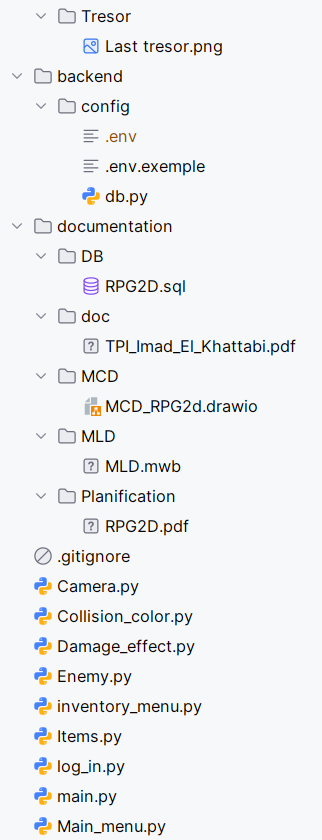 Tresor
Last tresor.png
backend
config
.env
.env.exemple
db.py
documentation
DB
RPG2D.sql
doc
TPI_Imad_El_Khattabi.pdf
MCD
MCD_RPG2d.drawio
MLD
MLD.mwb
Planification
RPG2D.pdf
.gitignore
Camera.py
Collision_color.py
Damage_effect.py
Enemy.py
inventory_menu.py
Items.py
log_in.py
main.py
Main_menu.py